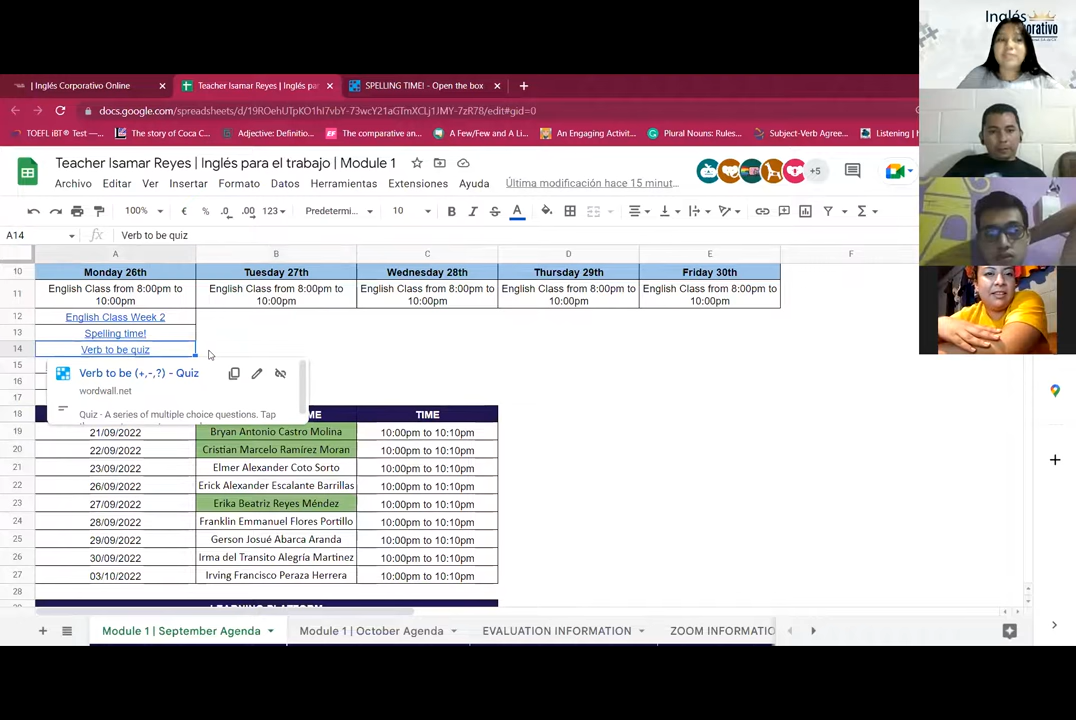 Inglés
orativo
| Inglés Corporativo Online
Teacher Isamar Reyes | Inglés pa
SPELLING TIME! - Open the box
docs.google.com/spreadsheets/d/19ROehUTpKO1hI7vbY-73wcY21aGTmXCLj1JMY-7zR78/edit#gid=0
TOEFL iBT® Test —...
The story of Coca C...
Adjective: Definitio...
The comparative an...
A Few/Few and A Li...
An Engaging Activit...
Plural Nouns: Rules...
Subject-Verb Agree...
Listening |
Teacher Isamar Reyes | Inglés para el trabajo | Module 1
+5
Archivo Editar Ver Insertar Formato Datos Herramientas Extensiones Ayuda Última modificación hace 15 minut...
100% € % .0 .00 123 Predetermi... 10 B I S A
A14 fx Verb to be quiz
A B C D E F
10 Monday 26th Tuesday 27th Wednesday 28th Thursday 29th Friday 30th
11 English Class from 8:00pm to 10:00pm English Class from 8:00pm to 10:00pm English Class from 8:00pm to 10:00pm English Class from 8:00pm to 10:00pm English Class from 8:00pm to 10:00pm
12 English Class Week 2
13 Spelling time!
14 Verb to be quiz
15
Verb to be (+,-,?) - Quiz
16
wordwall.net
Quiz · A series of multiple choice questions. Tap
18 ME TIME
19 21/09/2022 Bryan Antonio Castro Molina 10:00pm to 10:10pm
20 22/09/2022 Cristian Marcelo Ramírez Moran 10:00pm to 10:10pm
21 23/09/2022 Elmer Alexander Coto Sorto 10:00pm to 10:10pm
22 26/09/2022 Erick Alexander Escalante Barrillas 10:00pm to 10:10pm
23 27/09/2022 Erika Beatriz Reyes Méndez 10:00pm to 10:10pm
24 28/09/2022 Franklin Emmanuel Flores Portillo 10:00pm to 10:10pm
25 29/09/2022 Gerson Josué Abarca Aranda 10:00pm to 10:10pm
26 30/09/2022 Irma del Transito Alegría Martinez 10:00pm to 10:10pm
27 03/10/2022 Irving Francisco Peraza Herrera 10:00pm to 10:10pm
28
LEARNING PLATFORM
Module 1 | September Agenda
Module 1 | October Agenda
EVALUATION INFORMATION
ZOOM INFORMATIO